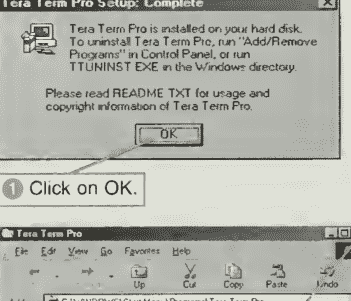 Tera Term Pro Setup: Complete
Tera Term Pro is installed on your hard disk.
To uninstall Tera Term Pro, run "Add/Remove
Programs" in Control Panel, or run
TTUNINST EXE in the Windows directory.
Please read README TXT for usage and
copyright information of Tera Term Pro.
OK
1 Click on OK.
Tera Term Pro
File Edit View Go Favorites Help
Up Cut Copy Paste Undo